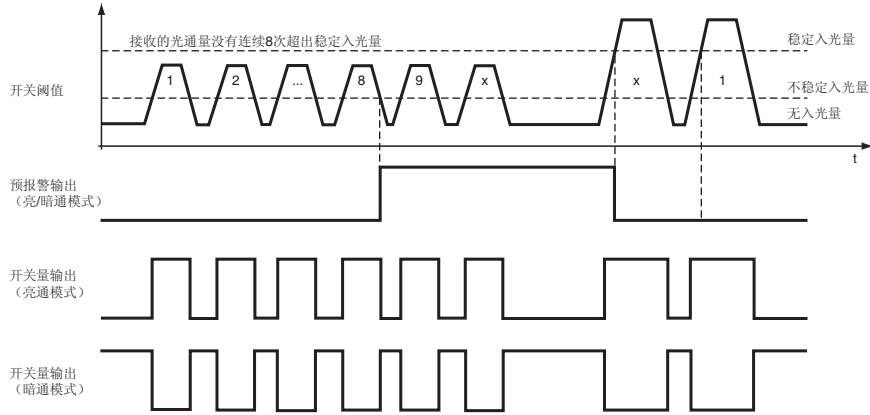 接收的光通量没有连续8次超出稳定入光量
稳定入光量
开关阈值
1
2
...
8
9
x
x
1
不稳定入光量
无入光量
t
预报警输出
（亮/暗通模式）
开关量输出
（亮通模式）
开关量输出
（暗通模式）